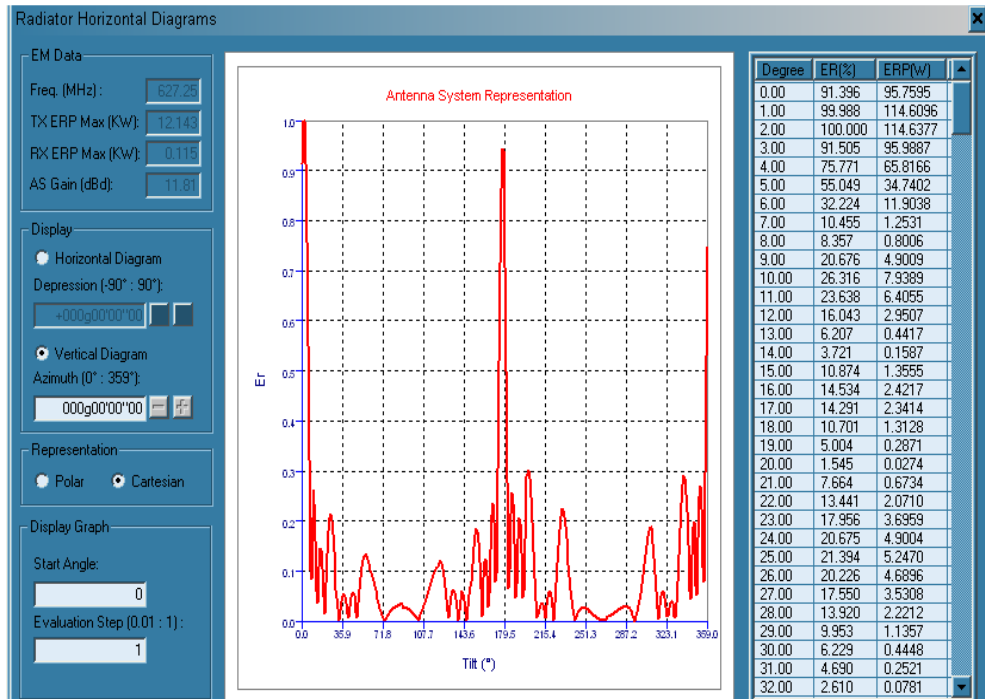 Radiator Horizontal Diagrams
EM Data
Freq. (MHz) : 627.25
TX ERP Max (KW): 12.143
RX ERP Max (KW): 0.115
AS Gain (dBd): 11.81
Display
Horizontal Diagram
Depression (-90° : 90°):
+000g00'00"00
Vertical Diagram
Azimuth (0° : 359°):
000g00'00"00
Representation
Polar Cartesian
Display Graph
Start Angle:
0
Evaluation Step (0.01 : 1) :
1
Antenna System Representation
1.0
0.9
0.8
0.7
0.6
0.5
0.4
0.3
0.2
0.1
0.0
Er
0.0 35.9 71.8 107.7 143.6 179.5 215.4 251.3 287.2 323.1 359.0
Tilt (°)
Degree ER(%) ERP(W)
0.00 91.396 95.7595
1.00 99.988 114.6096
2.00 100.000 114.6377
3.00 91.505 95.9887
4.00 75.771 65.8166
5.00 55.049 34.7402
6.00 32.224 11.9038
7.00 10.455 1.2531
8.00 8.357 0.8006
9.00 20.676 4.9009
10.00 26.316 7.9389
11.00 23.638 6.4055
12.00 16.043 2.9507
13.00 6.207 0.4417
14.00 3.721 0.1587
15.00 10.874 1.3555
16.00 14.534 2.4217
17.00 14.291 2.3414
18.00 10.701 1.3128
19.00 5.004 0.2871
20.00 1.545 0.0274
21.00 7.664 0.6734
22.00 13.441 2.0710
23.00 17.956 3.6959
24.00 20.675 4.9004
25.00 21.394 5.2470
26.00 20.226 4.6896
27.00 17.550 3.5308
28.00 13.920 2.2212
29.00 9.953 1.1357
30.00 6.229 0.4448
31.00 4.690 0.2521
32.00 2.610 0.0781